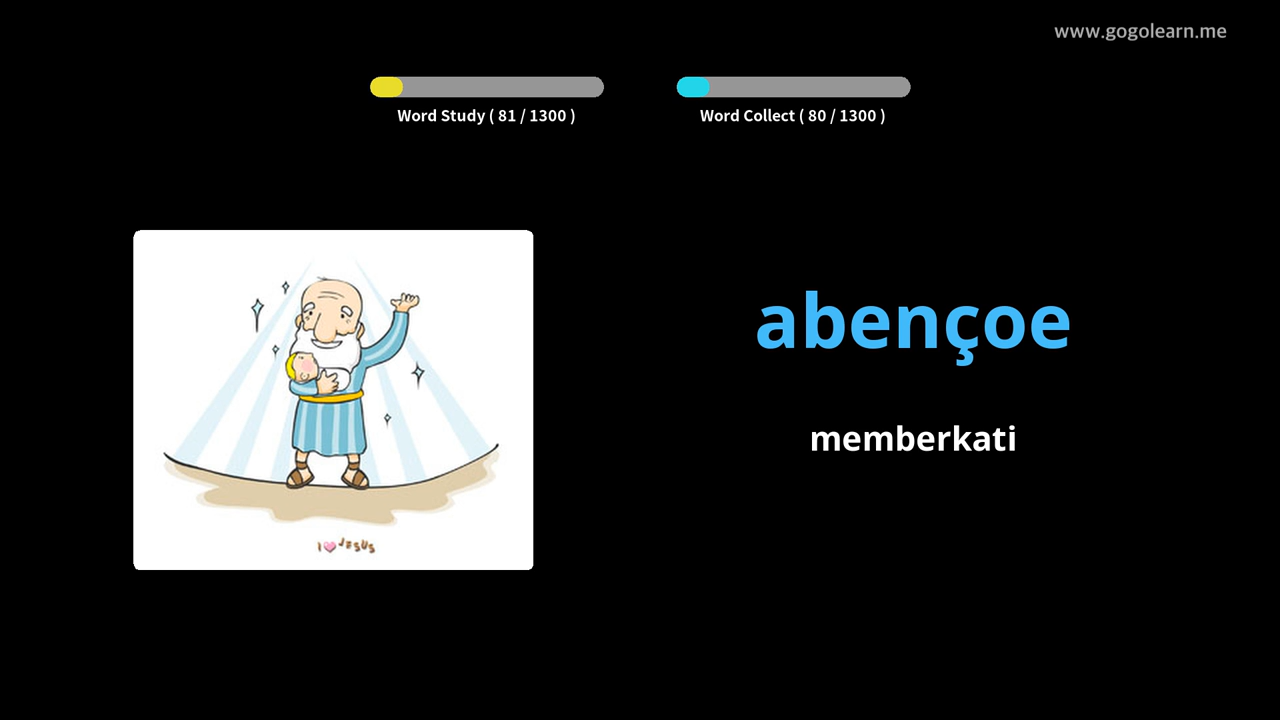 www.gogolearn.me
Word Study ( 81 / 1300 )
Word Collect ( 80 / 1300 )
abençoe
memberkati
I JESUS